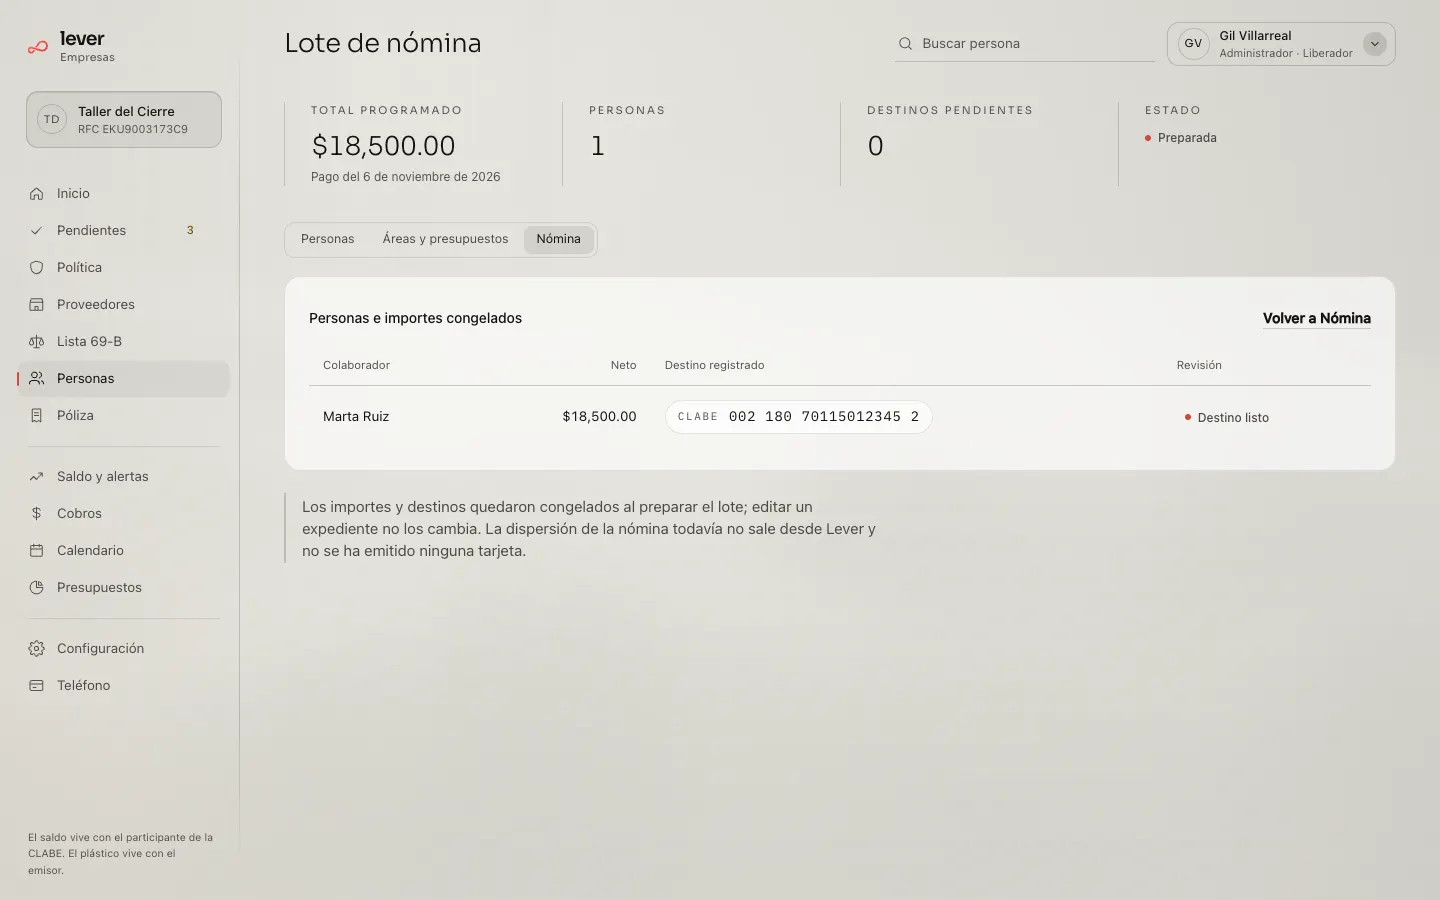 lever
Empresas
TD
Taller del Cierre
RFC EKU9003173C9
Inicio
Pendientes 3
Política
Proveedores
Lista 69-B
Personas
Póliza
Saldo y alertas
Cobros
Calendario
Presupuestos
Configuración
Teléfono
El saldo vive con el participante de la
CLABE. El plástico vive con el
emisor.
Lote de nómina
Buscar persona
GV
Gil Villarreal
Administrador · Liberador
TOTAL PROGRAMADO
$18,500.00
Pago del 6 de noviembre de 2026
PERSONAS
1
DESTINOS PENDIENTES
0
ESTADO
Preparada
Personas Áreas y presupuestos Nómina
Personas e importes congelados Volver a Nómina
Colaborador Neto Destino registrado Revisión
Marta Ruiz $18,500.00 CLABE 002 180 70115012345 2 Destino listo
Los importes y destinos quedaron congelados al preparar el lote; editar un
expediente no los cambia. La dispersión de la nómina todavía no sale desde Lever y
no se ha emitido ninguna tarjeta.